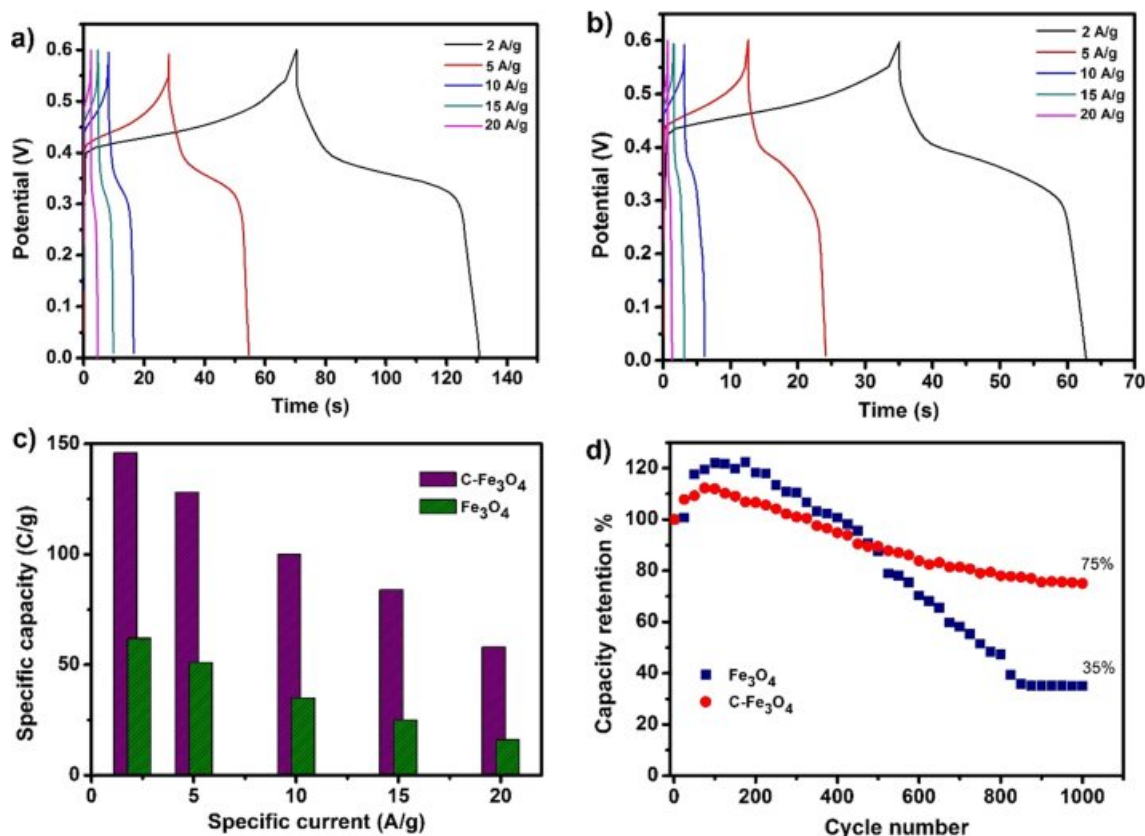 a)
2 A/g
5 A/g
10 A/g
15 A/g
20 A/g
Potential (V)
0.6
0.5
0.4
0.3
0.2
0.1
0.0
0 20 40 60 80 100 120 140
Time (s)
b)
2 A/g
5 A/g
10 A/g
15 A/g
20 A/g
Potential (V)
0.6
0.5
0.4
0.3
0.2
0.1
0.0
0 10 20 30 40 50 60 70
Time (s)
c)
C-Fe₃O₄
Fe₃O₄
Specific capacity (C/g)
150
100
50
0
0 5 10 15 20
Specific current (A/g)
d)
Capacity retention %
120
100
80
60
40
20
0
75%
35%
Fe₃O₄
C-Fe₃O₄
0 200 400 600 800 1000
Cycle number